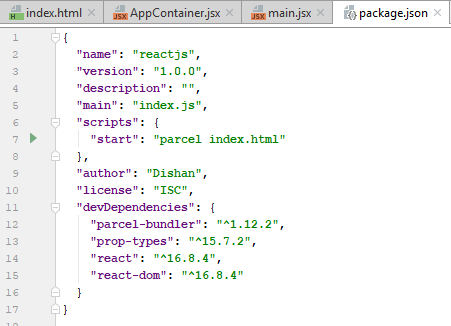 index.html AppContainer.jsx main.jsx package.json
1 {
2 "name": "reactjs",
3 "version": "1.0.0",
4 "description": "",
5 "main": "index.js",
6 "scripts": {
7 "start": "parcel index.html"
8 },
9 "author": "Dishan",
10 "license": "ISC",
11 "devDependencies": {
12 "parcel-bundler": "^1.12.2",
13 "prop-types": "^15.7.2",
14 "react": "^16.8.4",
15 "react-dom": "^16.8.4"
16 }
17 }